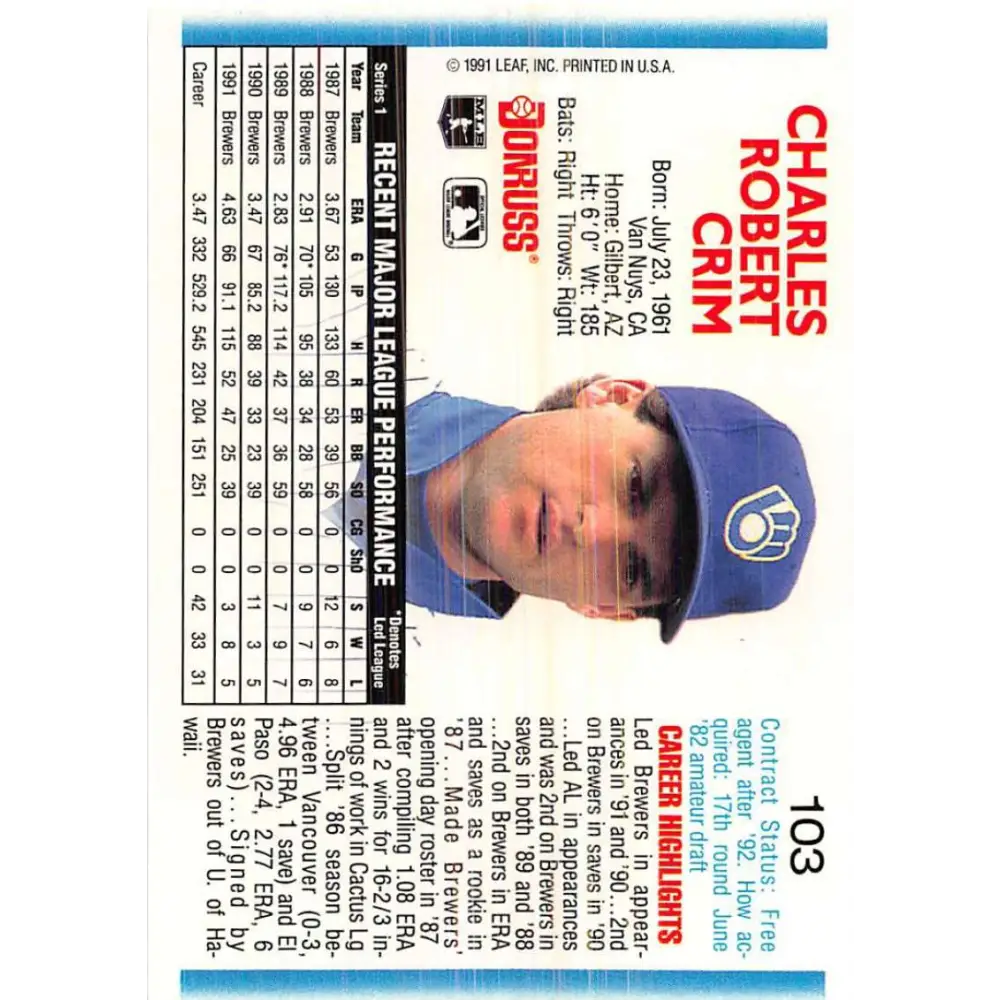 103
CHARLES
ROBERT
CRIM
Born: July 23, 1961
Van Nuys, CA
Home: Gilbert, AZ
Ht: 6'0" Wt: 185
Bats: Right Throws: Right
DONRUSS®
MLB
© 1991 LEAF, INC. PRINTED IN U.S.A.
Contract Status: Free
agent after '92. How ac-
quired: 17th round June
'82 amateur draft
CAREER HIGHLIGHTS
Led Brewers in appear-
ances in '91 and '90...2nd
on Brewers in saves in '90
...Led AL in appearances
and was 2nd on Brewers in
saves in both '89 and '88
...2nd on Brewers in ERA
and saves as a rookie in
'87...Made Brewers'
opening day roster in '87
after compiling 1.08 ERA
and 2 wins for 16-2/3 in-
nings of work in Cactus Lg
...Split '86 season be-
tween Vancouver (0-3,
4.96 ERA, 1 save) and El
Paso (2-4, 2.77 ERA, 6
saves)...Signed by
Brewers out of U. of Ha-
waii.
Series 1 RECENT MAJOR LEAGUE PERFORMANCE *Denotes Led League
Year Team ERA G IP H R ER BB SO CG ShO S W L
1987 Brewers 3.67 53 130 133 60 53 39 56 0 0 12 6 8
1988 Brewers 2.91 70* 105 95 38 34 28 58 0 0 9 7 6
1989 Brewers 2.83 76* 117.2 114 42 37 36 59 0 0 7 9 7
1990 Brewers 3.47 67 85.2 88 39 33 23 39 0 0 11 3 5
1991 Brewers 4.63 66 91.1 115 52 47 25 39 0 0 3 8 5
Career 3.47 332 529.2 545 231 204 151 251 0 0 42 33 31